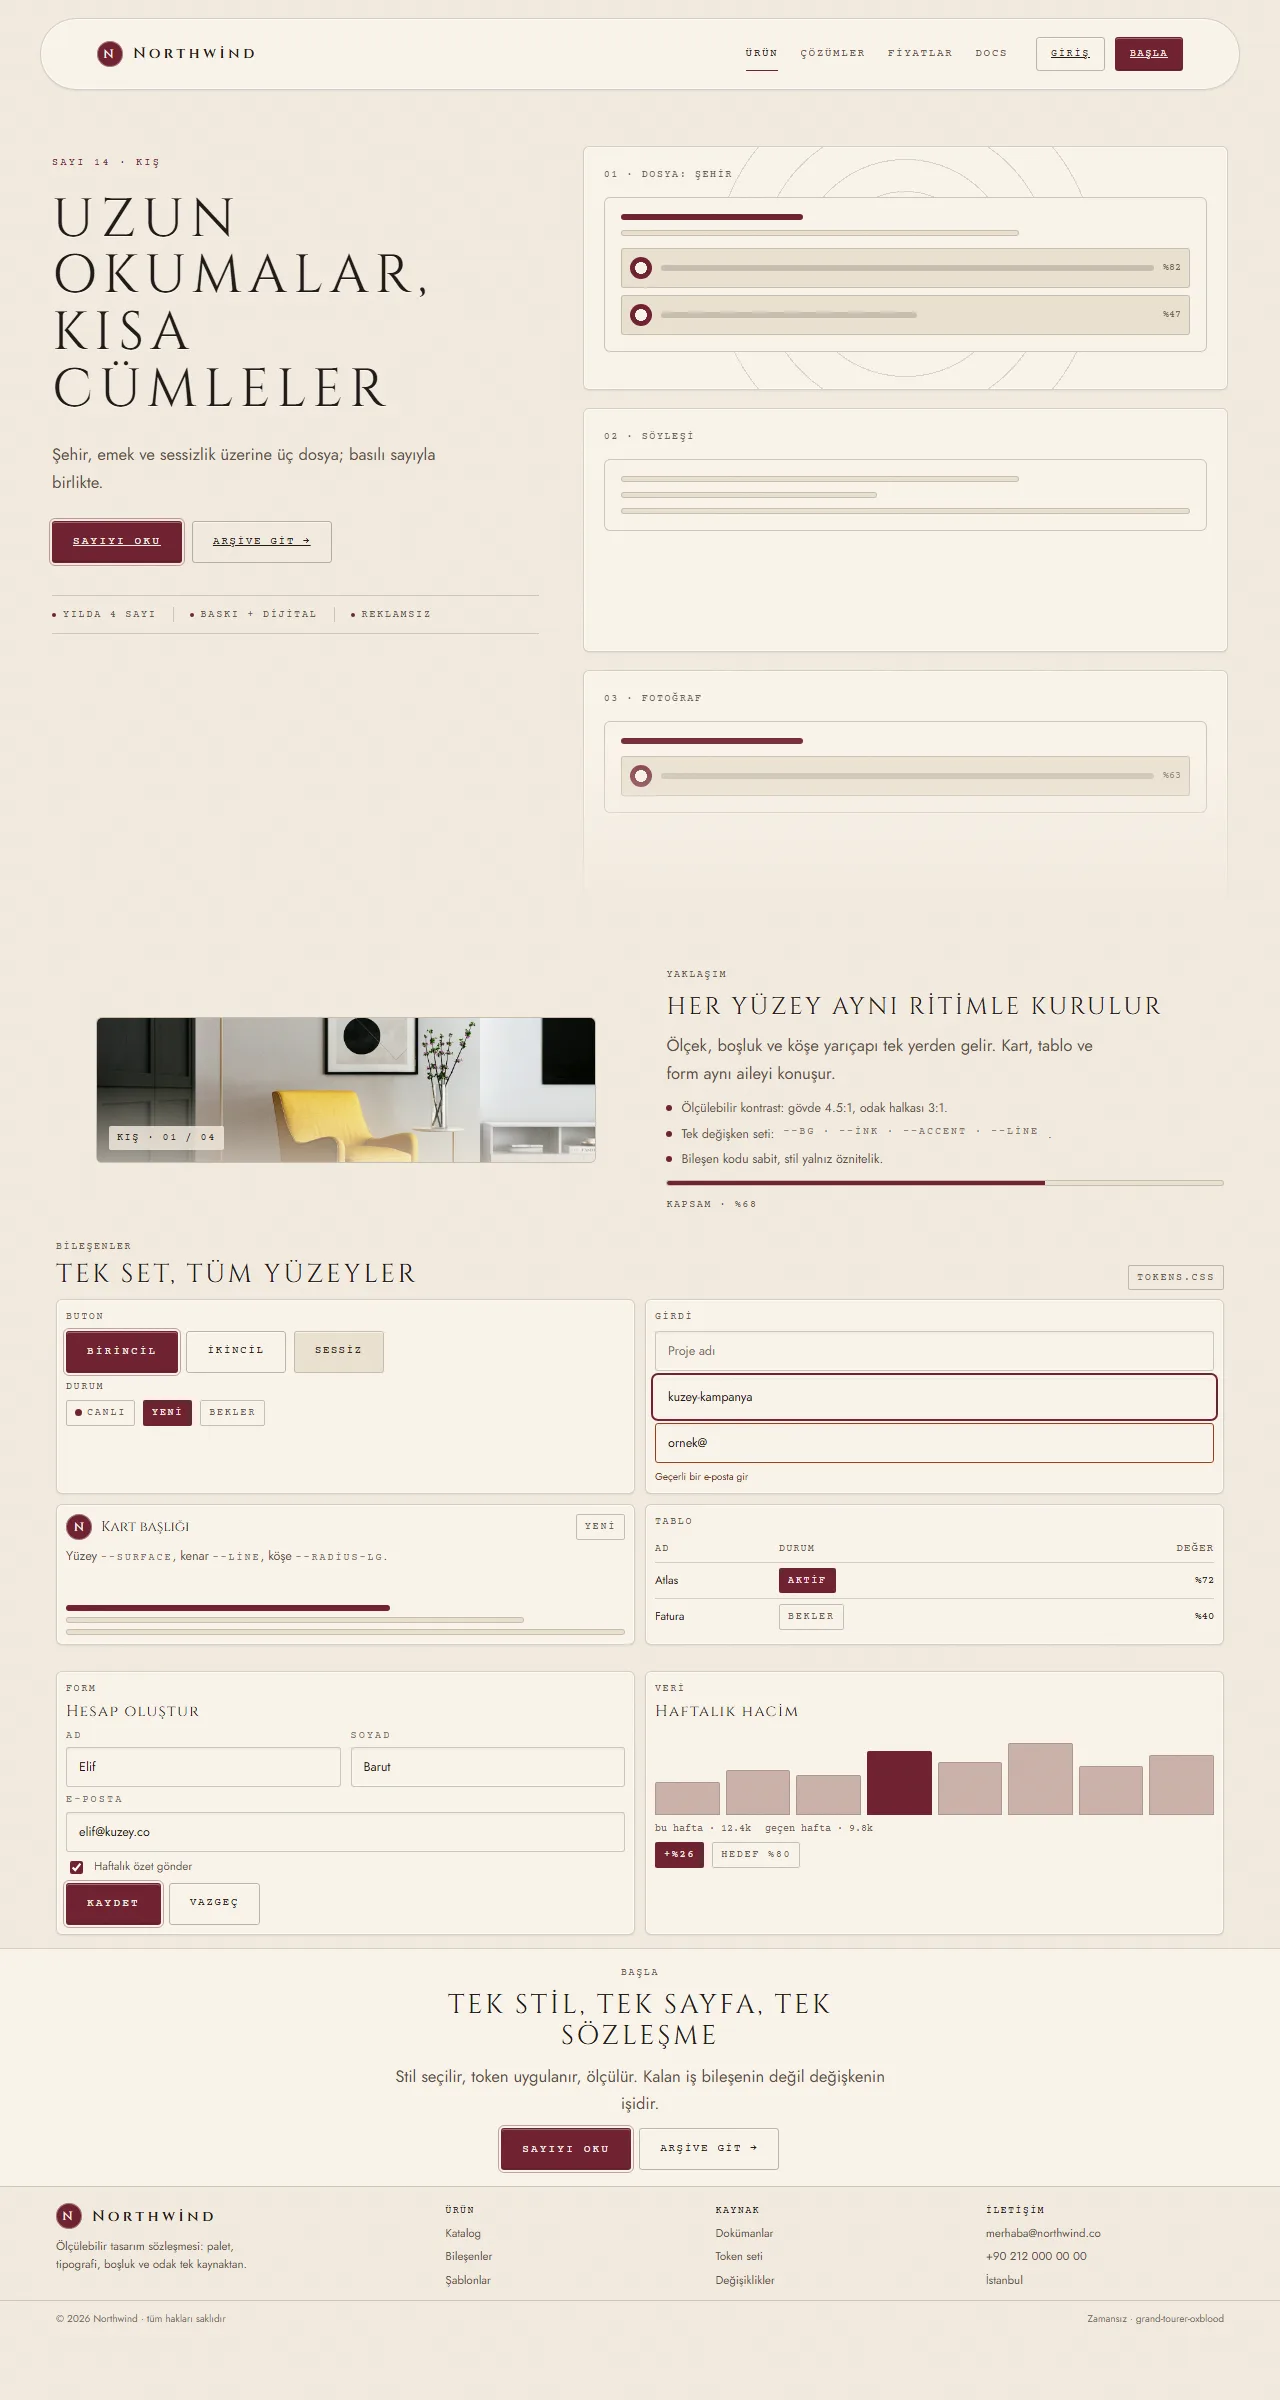 N Northwind
ÜRÜN ÇÖZÜMLER FİYATLAR DOCS GİRİŞ BAŞLA
SAYI 14 · KIŞ
UZUN
OKUMALAR,
KISA
CÜMLELER
Şehir, emek ve sessizlik üzerine üç dosya; basılı sayıyla
birlikte.
SAYIYI OKU ARŞİVE GİT →
YILDA 4 SAYI BASKI + DİJİTAL REKLAMSIZ
01 · DOSYA: ŞEHİR
%82
%47
02 · SÖYLEŞİ
03 · FOTOĞRAF
%63
KIŞ · 01 / 04
YAKLAŞIM
HER YÜZEY AYNI RİTİMLE KURULUR
Ölçek, boşluk ve köşe yarıçapı tek yerden gelir. Kart, tablo ve
form aynı aileyi konuşur.
Ölçülebilir kontrast: gövde 4.5:1, odak halkası 3:1.
Tek değişken seti: --BG · --İNK · --ACCENT · --LİNE .
Bileşen kodu sabit, stil yalnız öznitelik.
KAPSAM · %68
BİLEŞENLER
TEK SET, TÜM YÜZEYLER
TOKENS.CSS
BUTON
BİRİNCİL İKİNCİL SESSİZ
DURUM
CANLI YENİ BEKLER
GİRDİ
Proje adı
kuzey-kampanya
ornek@
Geçerli bir e-posta gir
N Kart başlığı YENİ
Yüzey --SURFACE, kenar --LİNE, köşe --RADİUS-LG.
TABLO
AD DURUM DEĞER
Atlas AKTİF %72
Fatura BEKLER %40
FORM
Hesap oluştur
AD SOYAD
Elif Barut
E-POSTA
elif@kuzey.co
Haftalık özet gönder
KAYDET VAZGEÇ
VERİ
Haftalık hacim
bu hafta · 12.4k geçen hafta · 9.8k
+%26 HEDEF %80
BAŞLA
TEK STİL, TEK SAYFA, TEK
SÖZLEŞME
Stil seçilir, token uygulanır, ölçülür. Kalan iş bileşenin değil değişkenin
işidir.
SAYIYI OKU ARŞİVE GİT →
N Northwind
Ölçülebilir tasarım sözleşmesi: palet,
tipografi, boşluk ve odak tek kaynaktan.
ÜRÜN
Katalog
Bileşenler
Şablonlar
KAYNAK
Dokümanlar
Token seti
Değişiklikler
İLETİŞİM
merhaba@northwind.co
+90 212 000 00 00
İstanbul
© 2026 Northwind · tüm hakları saklıdır
Zamansız · grand-tourer-oxblood